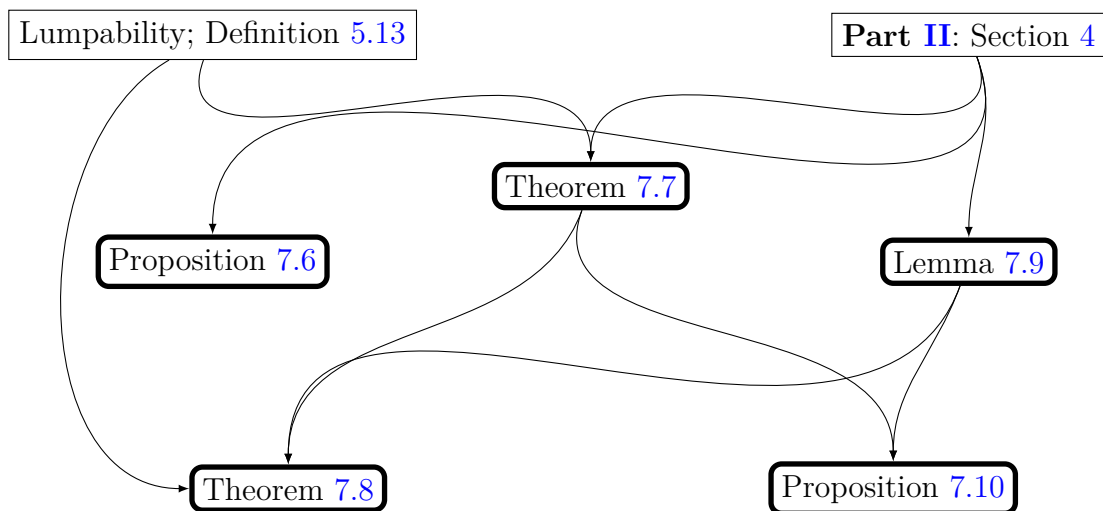 Lumpability; Definition 5.13
Part II: Section 4
Theorem 7.7
Proposition 7.6
Lemma 7.9
Theorem 7.8
Proposition 7.10